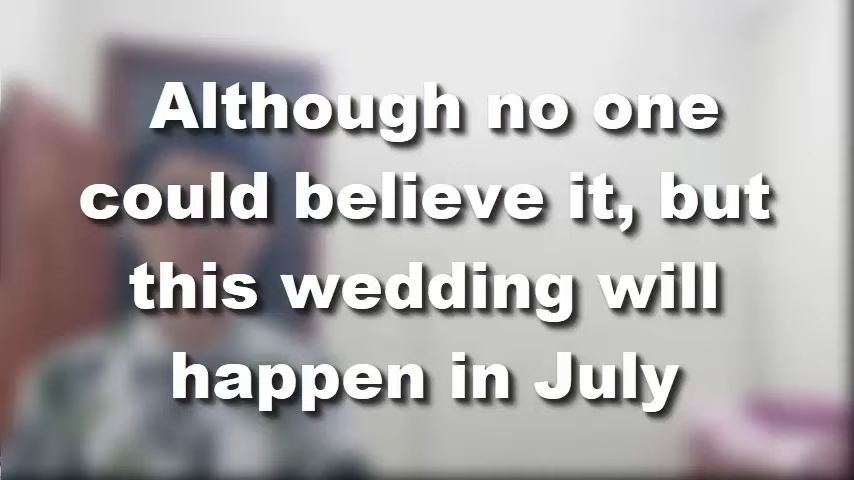 Although no one
could believe it, but
this wedding will
happen in July